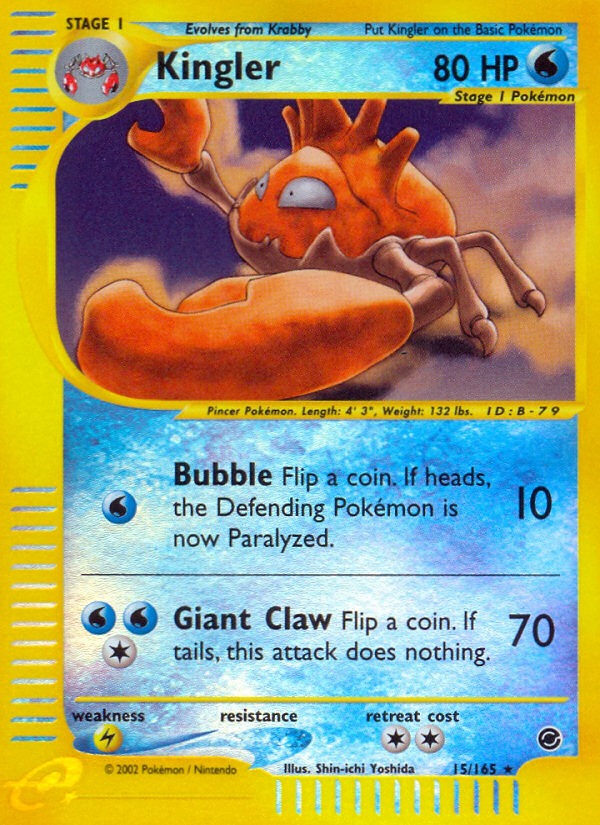 STAGE 1
Evolves from Krabby
Put Kingler on the Basic Pokémon
Kingler
80 HP
Stage 1 Pokémon
Pincer Pokémon. Length: 4' 3", Weight: 132 lbs. ID:B-79
Bubble Flip a coin. If heads,
the Defending Pokémon is
now Paralyzed.
10
Giant Claw Flip a coin. If
tails, this attack does nothing.
70
weakness
resistance
retreat cost
© 2002 Pokémon / Nintendo
Illus. Shin-ichi Yoshida
15/165 ★